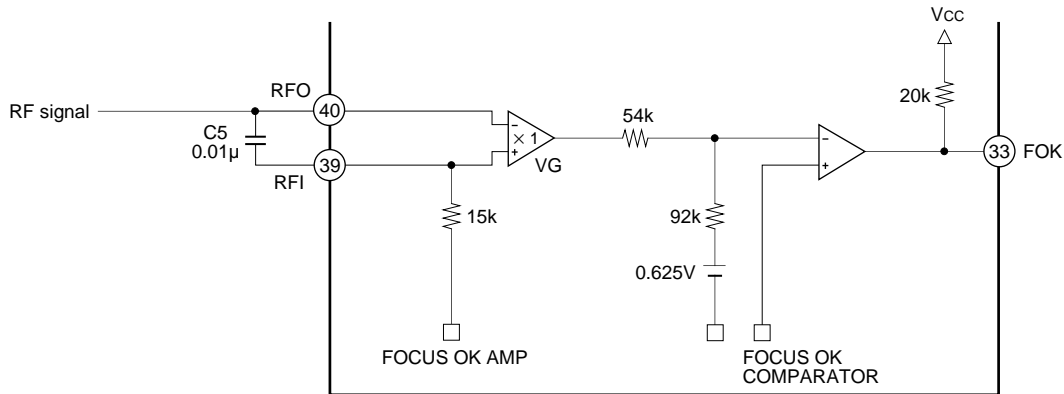 VCC
RFO
40
54k
20k
RF signal
C5
0.01µ
× 1
−
+
VG
−
+
33
FOK
39
RFI
15k
92k
0.625V
FOCUS OK AMP
FOCUS OK
COMPARATOR